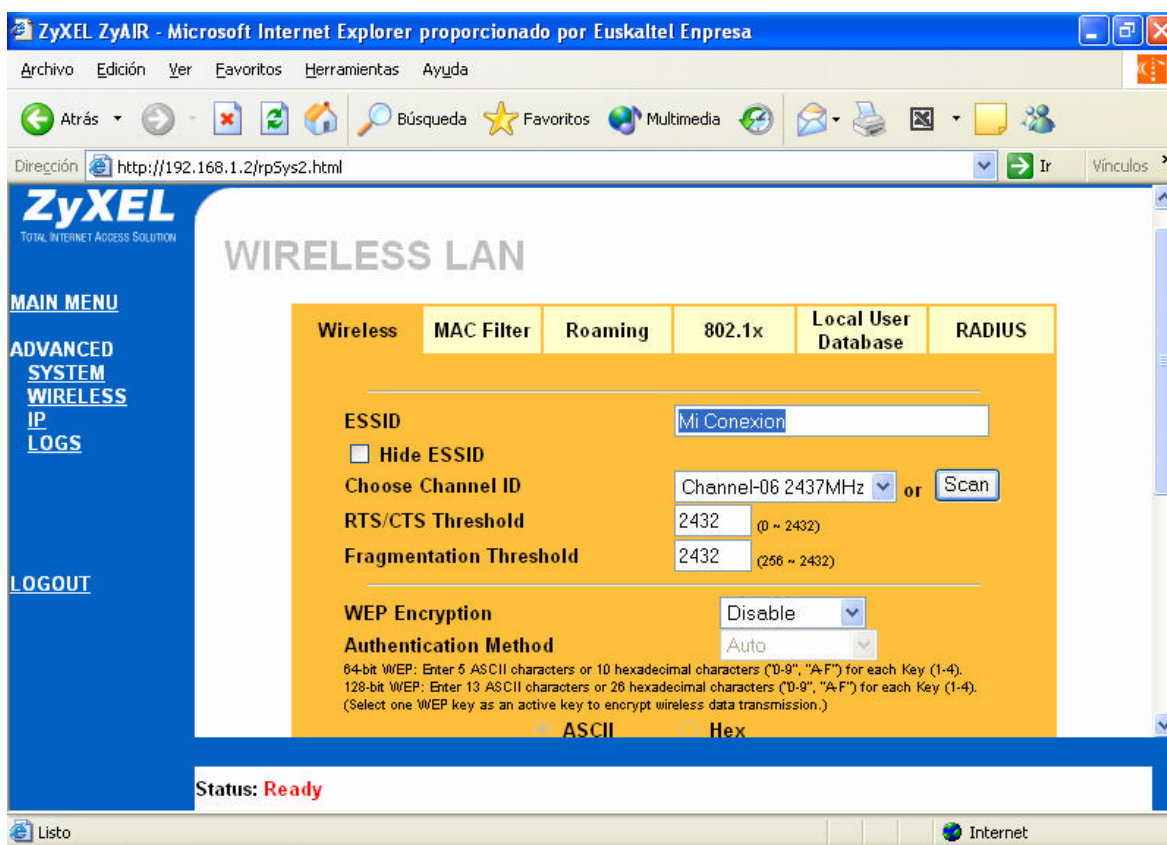 ZyXEL ZyAIR - Microsoft Internet Explorer proporcionado por Euskaltel Enpresa
Archivo Edición Ver Favoritos Herramientas Ayuda
Atrás Búsqueda Favoritos Multimedia
Dirección http://192.168.1.2/rpSys2.html Ir Vínculos
ZyXEL
TOTAL INTERNET ACCESS SOLUTION
WIRELESS LAN
MAIN MENU
ADVANCED
SYSTEM
WIRELESS
IP
LOGS
LOGOUT
Wireless MAC Filter Roaming 802.1x Local User Database RADIUS
ESSID Mi Conexion
Hide ESSID
Choose Channel ID Channel-06 2437MHz or Scan
RTS/CTS Threshold 2432 (0 ~ 2432)
Fragmentation Threshold 2432 (256 ~ 2432)
WEP Encryption Disable
Authentication Method Auto
64-bit WEP: Enter 5 ASCII characters or 10 hexadecimal characters ("0-9", "A-F") for each Key (1-4).
128-bit WEP: Enter 13 ASCII characters or 26 hexadecimal characters ("0-9", "A-F") for each Key (1-4).
(Select one WEP key as an active key to encrypt wireless data transmission.)
ASCII Hex
Status: Ready
Listo Internet